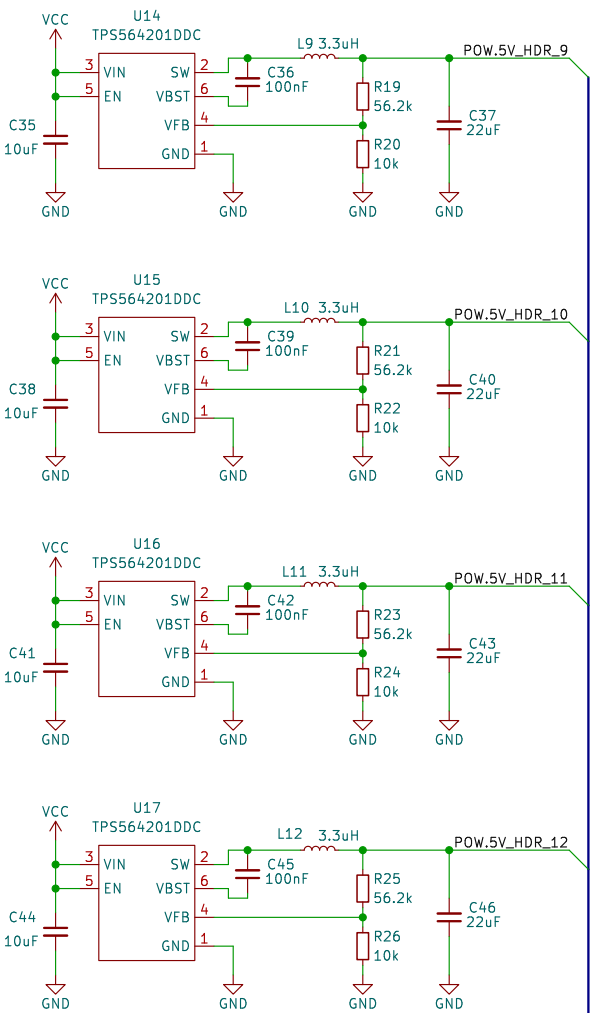 VCC
U14
TPS564201DDC
3 VIN
5 EN
SW 2
VBST 6
VFB 4
GND 1
C35
10uF
C36
100nF
L9 3.3uH
R19
56.2k
R20
10k
C37
22uF
POW.5V_HDR_9
GND
GND
GND
GND
VCC
U15
TPS564201DDC
3 VIN
5 EN
SW 2
VBST 6
VFB 4
GND 1
C38
10uF
C39
100nF
L10 3.3uH
R21
56.2k
R22
10k
C40
22uF
POW.5V_HDR_10
GND
GND
GND
GND
VCC
U16
TPS564201DDC
3 VIN
5 EN
SW 2
VBST 6
VFB 4
GND 1
C41
10uF
C42
100nF
L11 3.3uH
R23
56.2k
R24
10k
C43
22uF
POW.5V_HDR_11
GND
GND
GND
GND
VCC
U17
TPS564201DDC
3 VIN
5 EN
SW 2
VBST 6
VFB 4
GND 1
C44
10uF
C45
100nF
L12 3.3uH
R25
56.2k
R26
10k
C46
22uF
POW.5V_HDR_12
GND
GND
GND
GND